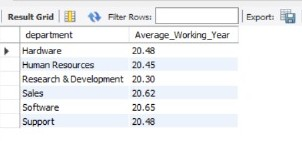 Result Grid Filter Rows: Export:
department Average_Working_Year
Hardware 20.48
Human Resources 20.45
Research & Development 20.30
Sales 20.62
Software 20.65
Support 20.48